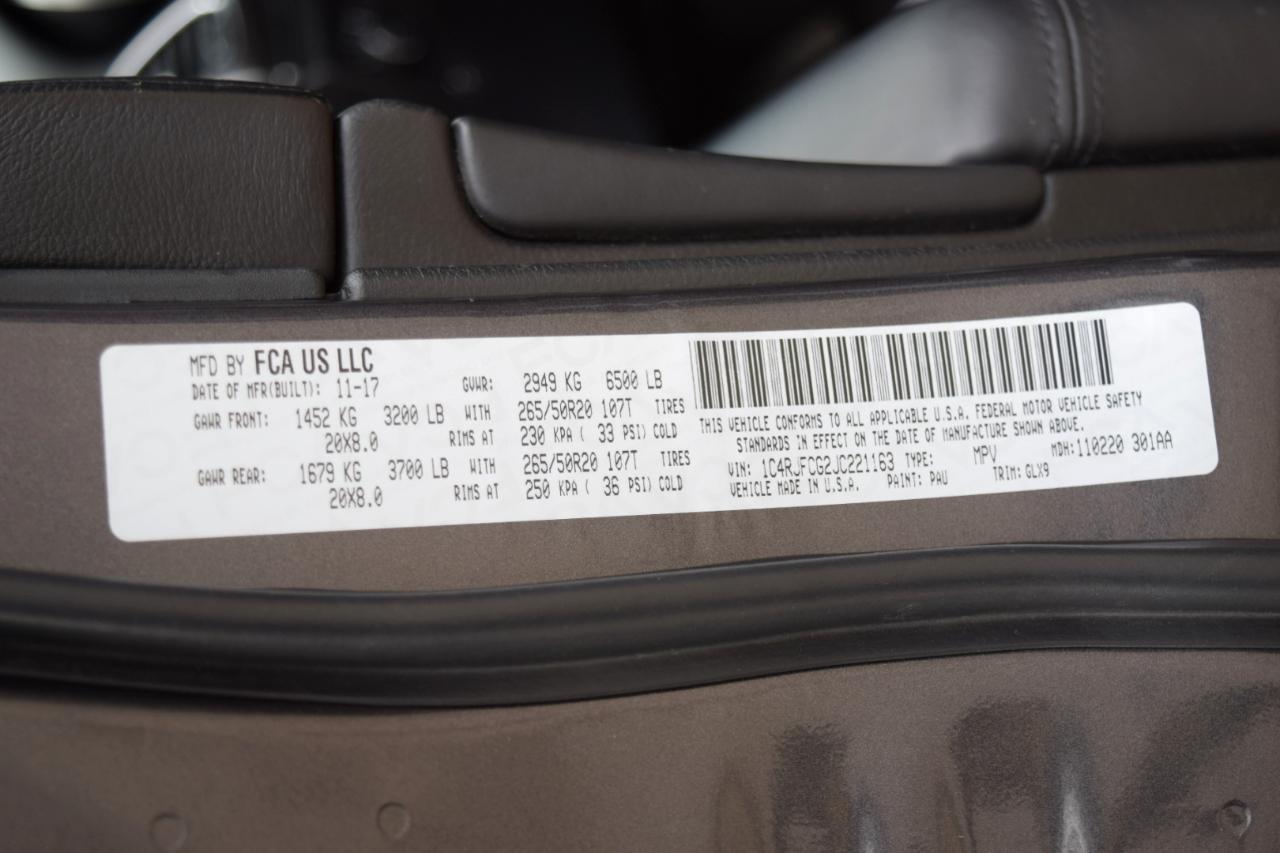 MFD BY FCA US LLC
DATE OF MFR(BUILT): 11-17 GVWR: 2949 KG 6500 LB
GAWR FRONT: 1452 KG 3200 LB WITH 265/50R20 107T TIRES
20X8.0 RIMS AT 230 KPA ( 33 PSI) COLD
GAWR REAR: 1679 KG 3700 LB WITH 265/50R20 107T TIRES
20X8.0 RIMS AT 250 KPA ( 36 PSI) COLD
THIS VEHICLE CONFORMS TO ALL APPLICABLE U.S.A. FEDERAL MOTOR VEHICLE SAFETY
STANDARDS IN EFFECT ON THE DATE OF MANUFACTURE SHOWN ABOVE.
VIN: 1C4RJFCG2JC221163 TYPE: MPV MDH: 110220 301AA
VEHICLE MADE IN U.S.A. PAINT: PAU TRIM: GLX9